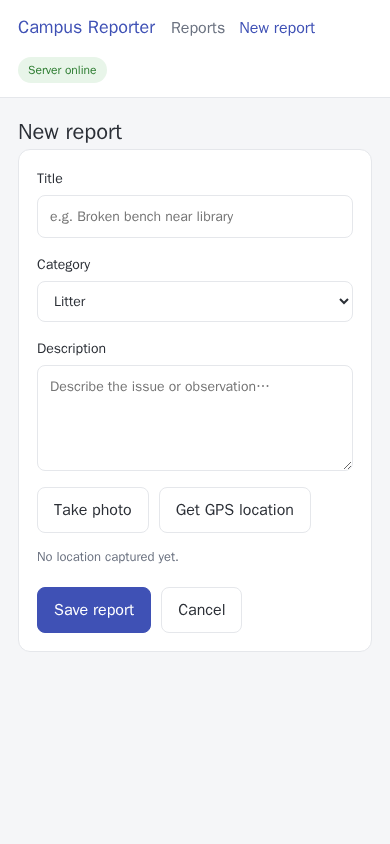 Campus Reporter Reports New report
Server online
New report
Title
e.g. Broken bench near library
Category
Litter
Description
Describe the issue or observation…
Take photo Get GPS location
No location captured yet.
Save report Cancel